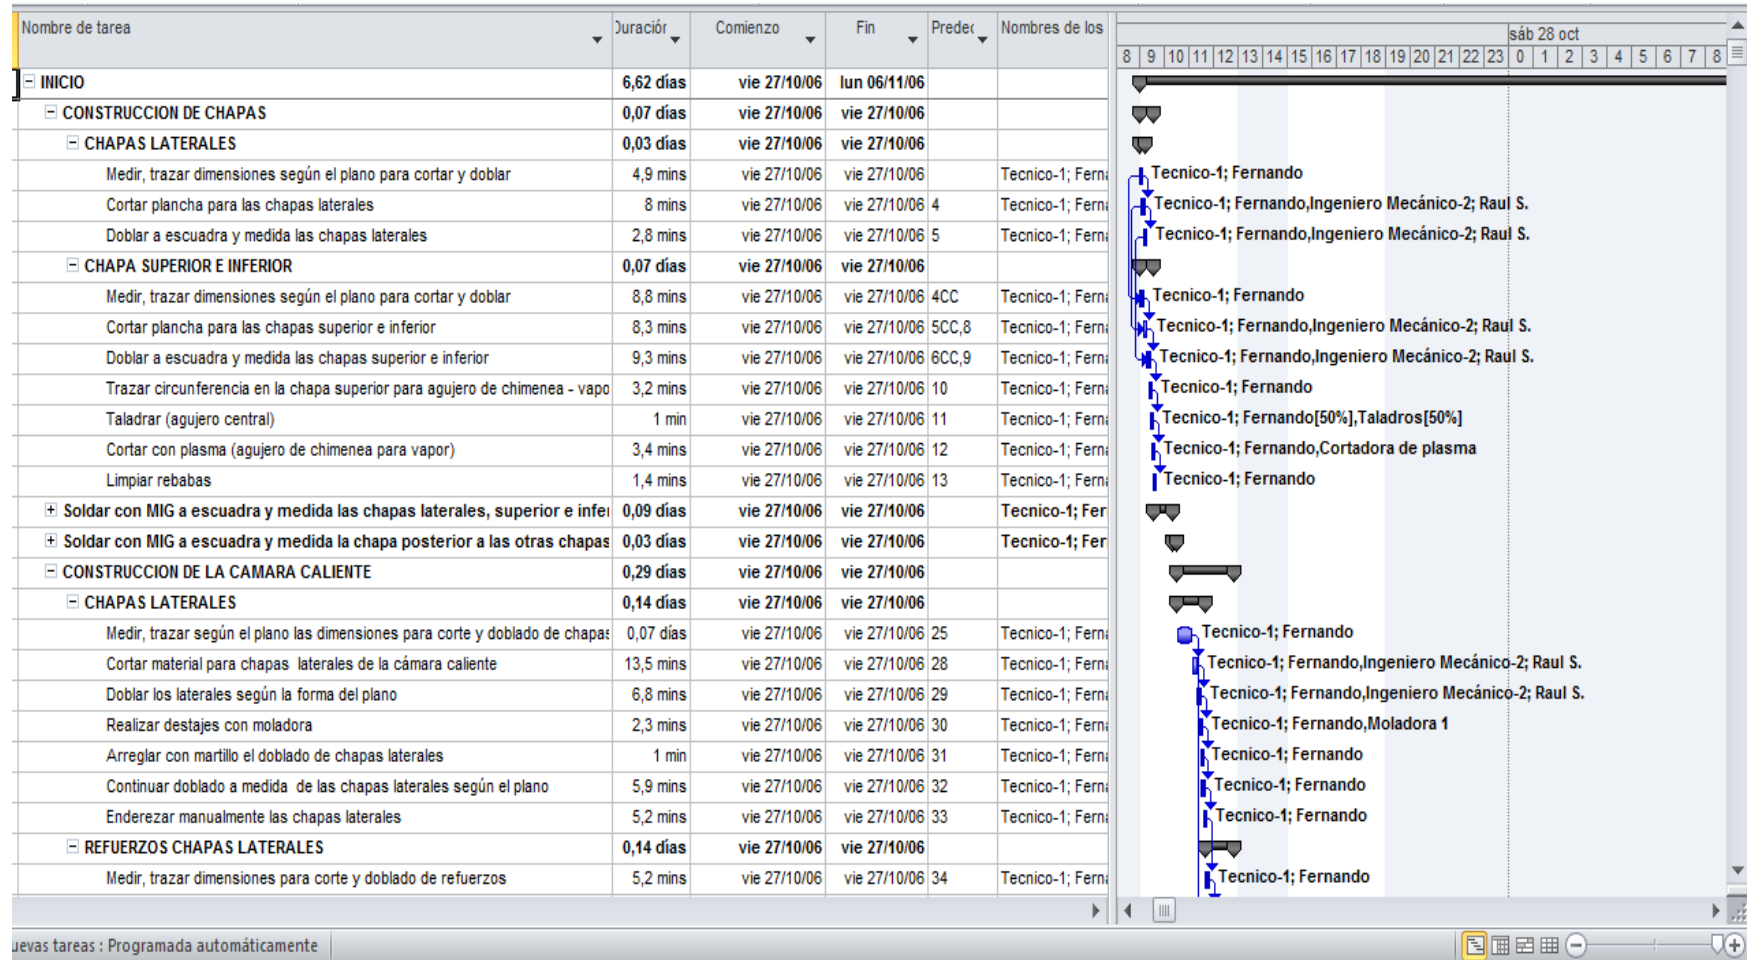 Nombre de tarea Duración Comienzo Fin Predec Nombres de los
sáb 28 oct
8 9 10 11 12 13 14 15 16 17 18 19 20 21 22 23 0 1 2 3 4 5 6 7 8
INICIO 6,62 días vie 27/10/06 lun 06/11/06
CONSTRUCCION DE CHAPAS 0,07 días vie 27/10/06 vie 27/10/06
CHAPAS LATERALES 0,03 días vie 27/10/06 vie 27/10/06
Medir, trazar dimensiones según el plano para cortar y doblar 4,9 mins vie 27/10/06 vie 27/10/06 Tecnico-1; Fern Tecnico-1; Fernando
Cortar plancha para las chapas laterales 8 mins vie 27/10/06 vie 27/10/06 4 Tecnico-1; Fern Tecnico-1; Fernando,Ingeniero Mecánico-2; Raul S.
Doblar a escuadra y medida las chapas laterales 2,8 mins vie 27/10/06 vie 27/10/06 5 Tecnico-1; Fern Tecnico-1; Fernando,Ingeniero Mecánico-2; Raul S.
CHAPA SUPERIOR E INFERIOR 0,07 días vie 27/10/06 vie 27/10/06
Medir, trazar dimensiones según el plano para cortar y doblar 8,8 mins vie 27/10/06 vie 27/10/06 4CC Tecnico-1; Fern Tecnico-1; Fernando
Cortar plancha para las chapas superior e inferior 8,3 mins vie 27/10/06 vie 27/10/06 5CC,8 Tecnico-1; Fern Tecnico-1; Fernando,Ingeniero Mecánico-2; Raul S.
Doblar a escuadra y medida las chapas superior e inferior 9,3 mins vie 27/10/06 vie 27/10/06 6CC,9 Tecnico-1; Fern Tecnico-1; Fernando,Ingeniero Mecánico-2; Raul S.
Trazar circunferencia en la chapa superior para agujero de chimenea - vapo 3,2 mins vie 27/10/06 vie 27/10/06 10 Tecnico-1; Fern Tecnico-1; Fernando
Taladrar (agujero central) 1 min vie 27/10/06 vie 27/10/06 11 Tecnico-1; Fern Tecnico-1; Fernando[50%],Taladros[50%]
Cortar con plasma (agujero de chimenea para vapor) 3,4 mins vie 27/10/06 vie 27/10/06 12 Tecnico-1; Fern Tecnico-1; Fernando,Cortadora de plasma
Limpiar rebabas 1,4 mins vie 27/10/06 vie 27/10/06 13 Tecnico-1; Fern Tecnico-1; Fernando
Soldar con MIG a escuadra y medida las chapas laterales, superior e infe 0,09 días vie 27/10/06 vie 27/10/06 Tecnico-1; Fer
Soldar con MIG a escuadra y medida la chapa posterior a las otras chapas 0,03 días vie 27/10/06 vie 27/10/06 Tecnico-1; Fer
CONSTRUCCION DE LA CAMARA CALIENTE 0,29 días vie 27/10/06 vie 27/10/06
CHAPAS LATERALES 0,14 días vie 27/10/06 vie 27/10/06
Medir, trazar según el plano las dimensiones para corte y doblado de chapas 0,07 días vie 27/10/06 vie 27/10/06 25 Tecnico-1; Fern Tecnico-1; Fernando
Cortar material para chapas laterales de la cámara caliente 13,5 mins vie 27/10/06 vie 27/10/06 28 Tecnico-1; Fern Tecnico-1; Fernando,Ingeniero Mecánico-2; Raul S.
Doblar los laterales según la forma del plano 6,8 mins vie 27/10/06 vie 27/10/06 29 Tecnico-1; Fern Tecnico-1; Fernando,Ingeniero Mecánico-2; Raul S.
Realizar destajes con moladora 2,3 mins vie 27/10/06 vie 27/10/06 30 Tecnico-1; Fern Tecnico-1; Fernando,Moladora 1
Arreglar con martillo el doblado de chapas laterales 1 min vie 27/10/06 vie 27/10/06 31 Tecnico-1; Fern Tecnico-1; Fernando
Continuar doblado a medida de las chapas laterales según el plano 5,9 mins vie 27/10/06 vie 27/10/06 32 Tecnico-1; Fern Tecnico-1; Fernando
Enderezar manualmente las chapas laterales 5,2 mins vie 27/10/06 vie 27/10/06 33 Tecnico-1; Fern Tecnico-1; Fernando
REFUERZOS CHAPAS LATERALES 0,14 días vie 27/10/06 vie 27/10/06
Medir, trazar dimensiones para corte y doblado de refuerzos 5,2 mins vie 27/10/06 vie 27/10/06 34 Tecnico-1; Fern Tecnico-1; Fernando
uevas tareas : Programada automáticamente